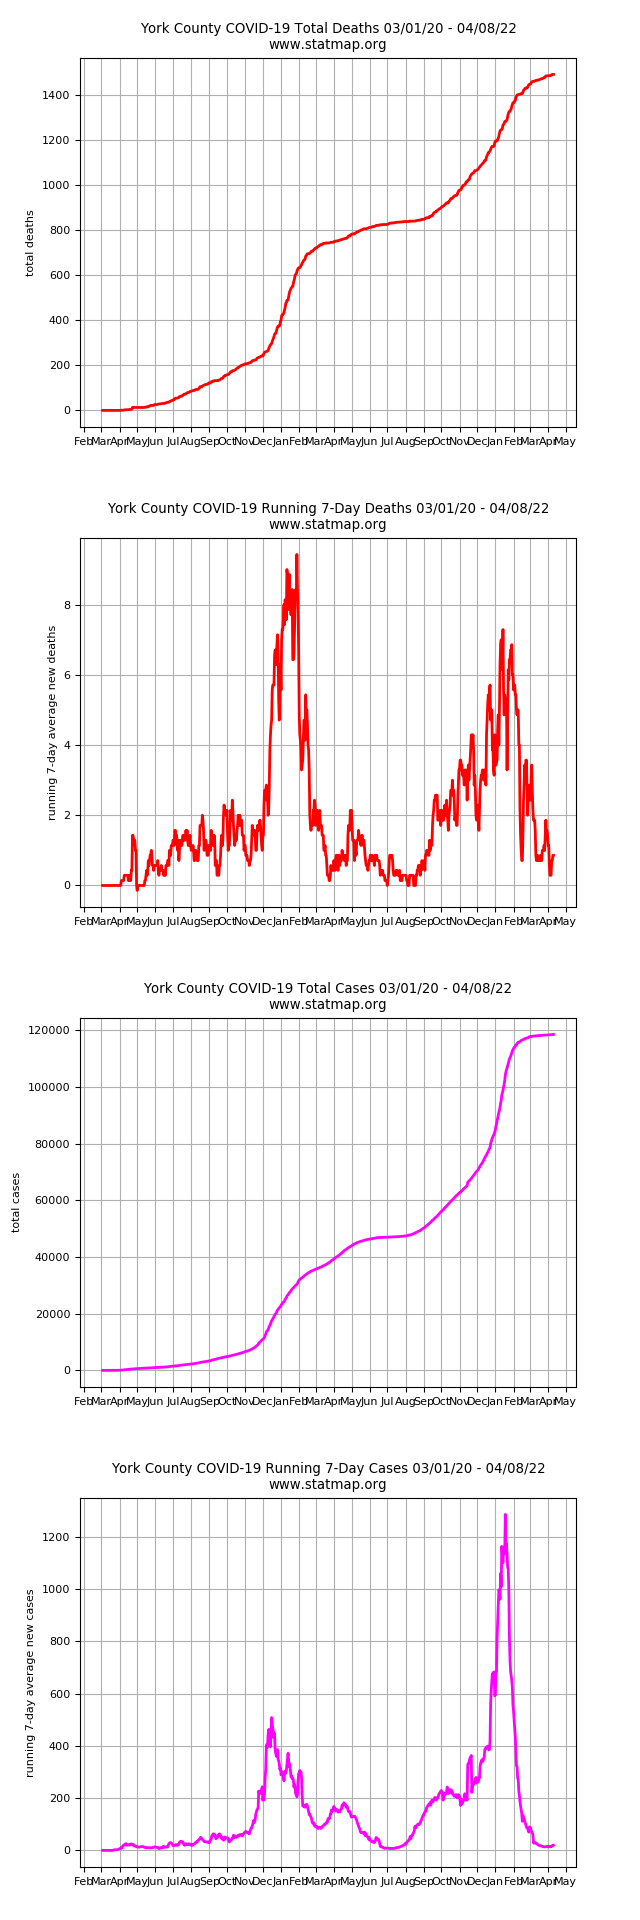 York County COVID-19 Total Deaths 03/01/20 - 04/08/22
www.statmap.org
1400
1200
1000
800
600
400
200
0
total deaths
Feb Mar Apr May Jun Jul Aug Sep Oct Nov Dec Jan Feb Mar Apr May Jun Jul Aug Sep Oct Nov Dec Jan Feb Mar Apr May
York County COVID-19 Running 7-Day Deaths 03/01/20 - 04/08/22
www.statmap.org
8
6
4
2
0
running 7-day average new deaths
Feb Mar Apr May Jun Jul Aug Sep Oct Nov Dec Jan Feb Mar Apr May Jun Jul Aug Sep Oct Nov Dec Jan Feb Mar Apr May
York County COVID-19 Total Cases 03/01/20 - 04/08/22
www.statmap.org
120000
100000
80000
60000
40000
20000
0
total cases
Feb Mar Apr May Jun Jul Aug Sep Oct Nov Dec Jan Feb Mar Apr May Jun Jul Aug Sep Oct Nov Dec Jan Feb Mar Apr May
York County COVID-19 Running 7-Day Cases 03/01/20 - 04/08/22
www.statmap.org
1200
1000
800
600
400
200
0
running 7-day average new cases
Feb Mar Apr May Jun Jul Aug Sep Oct Nov Dec Jan Feb Mar Apr May Jun Jul Aug Sep Oct Nov Dec Jan Feb Mar Apr May